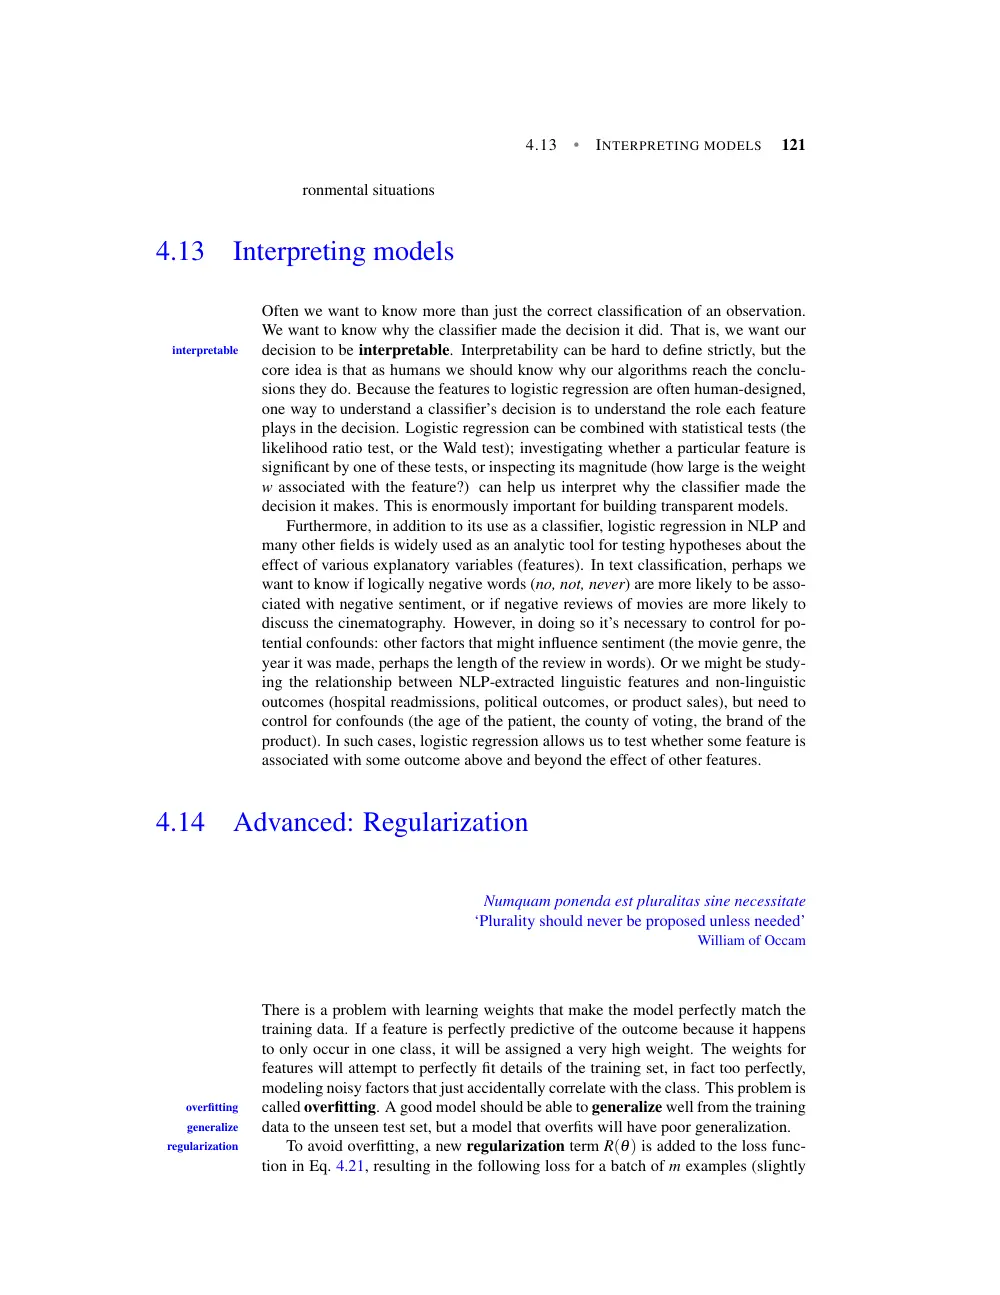 4.13 • INTERPRETING MODELS 121
ronmental situations
4.13 Interpreting models
Often we want to know more than just the correct classification of an observation.
We want to know why the classifier made the decision it did. That is, we want our
interpretable decision to be interpretable. Interpretability can be hard to define strictly, but the
core idea is that as humans we should know why our algorithms reach the conclu-
sions they do. Because the features to logistic regression are often human-designed,
one way to understand a classifier's decision is to understand the role each feature
plays in the decision. Logistic regression can be combined with statistical tests (the
likelihood ratio test, or the Wald test); investigating whether a particular feature is
significant by one of these tests, or inspecting its magnitude (how large is the weight
w associated with the feature?) can help us interpret why the classifier made the
decision it makes. This is enormously important for building transparent models.
Furthermore, in addition to its use as a classifier, logistic regression in NLP and
many other fields is widely used as an analytic tool for testing hypotheses about the
effect of various explanatory variables (features). In text classification, perhaps we
want to know if logically negative words (no, not, never) are more likely to be asso-
ciated with negative sentiment, or if negative reviews of movies are more likely to
discuss the cinematography. However, in doing so it's necessary to control for po-
tential confounds: other factors that might influence sentiment (the movie genre, the
year it was made, perhaps the length of the review in words). Or we might be study-
ing the relationship between NLP-extracted linguistic features and non-linguistic
outcomes (hospital readmissions, political outcomes, or product sales), but need to
control for confounds (the age of the patient, the county of voting, the brand of the
product). In such cases, logistic regression allows us to test whether some feature is
associated with some outcome above and beyond the effect of other features.
4.14 Advanced: Regularization
Numquam ponenda est pluralitas sine necessitate
‘Plurality should never be proposed unless needed’
William of Occam
There is a problem with learning weights that make the model perfectly match the
training data. If a feature is perfectly predictive of the outcome because it happens
to only occur in one class, it will be assigned a very high weight. The weights for
features will attempt to perfectly fit details of the training set, in fact too perfectly,
modeling noisy factors that just accidentally correlate with the class. This problem is
overfitting called overfitting. A good model should be able to generalize well from the training
generalize data to the unseen test set, but a model that overfits will have poor generalization.
regularization To avoid overfitting, a new regularization term R(θ) is added to the loss func-
tion in Eq. 4.21, resulting in the following loss for a batch of m examples (slightly